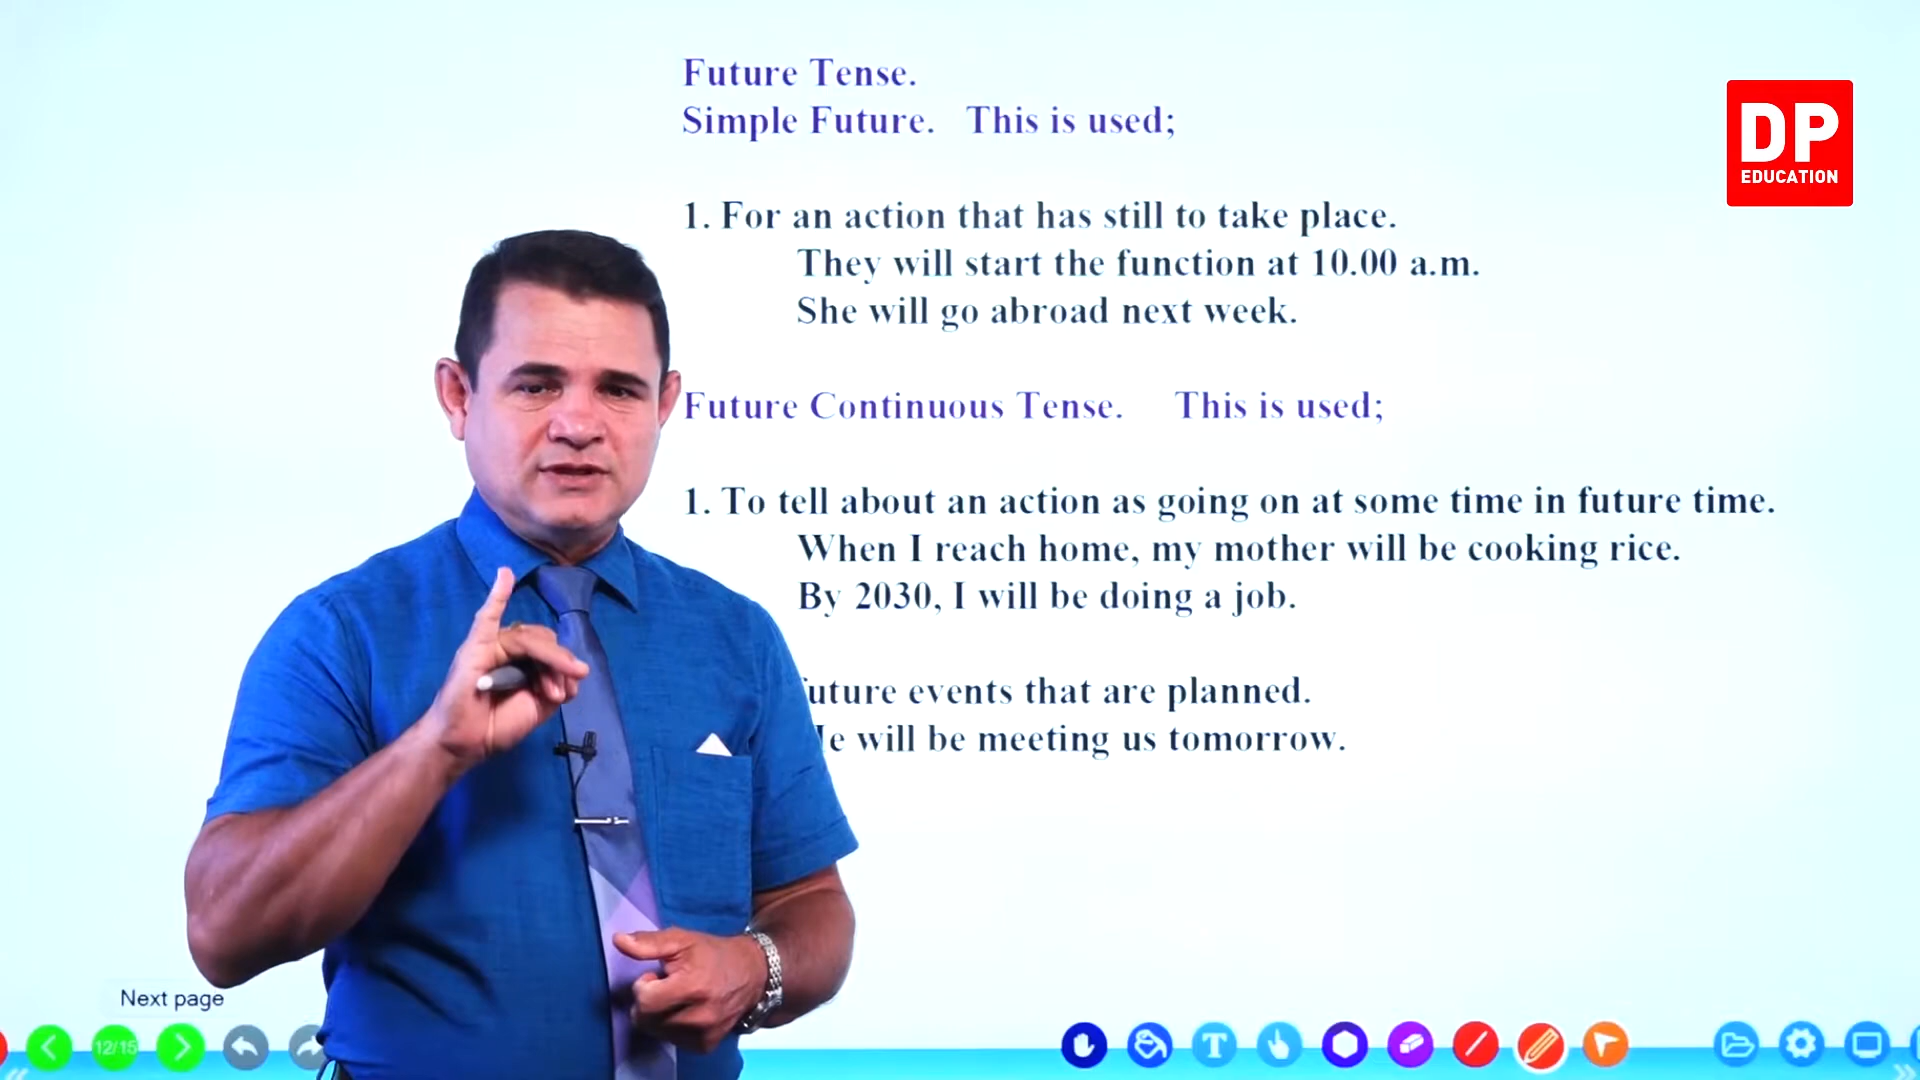 Future Tense.
Simple Future. This is used;
DP
EDUCATION
1. For an action that has still to take place.
They will start the function at 10.00 a.m.
She will go abroad next week.
Future Continuous Tense. This is used;
1. To tell about an action as going on at some time in future time.
When I reach home, my mother will be cooking rice.
By 2030, I will be doing a job.
future events that are planned.
He will be meeting us tomorrow.
Next page
12/15
T